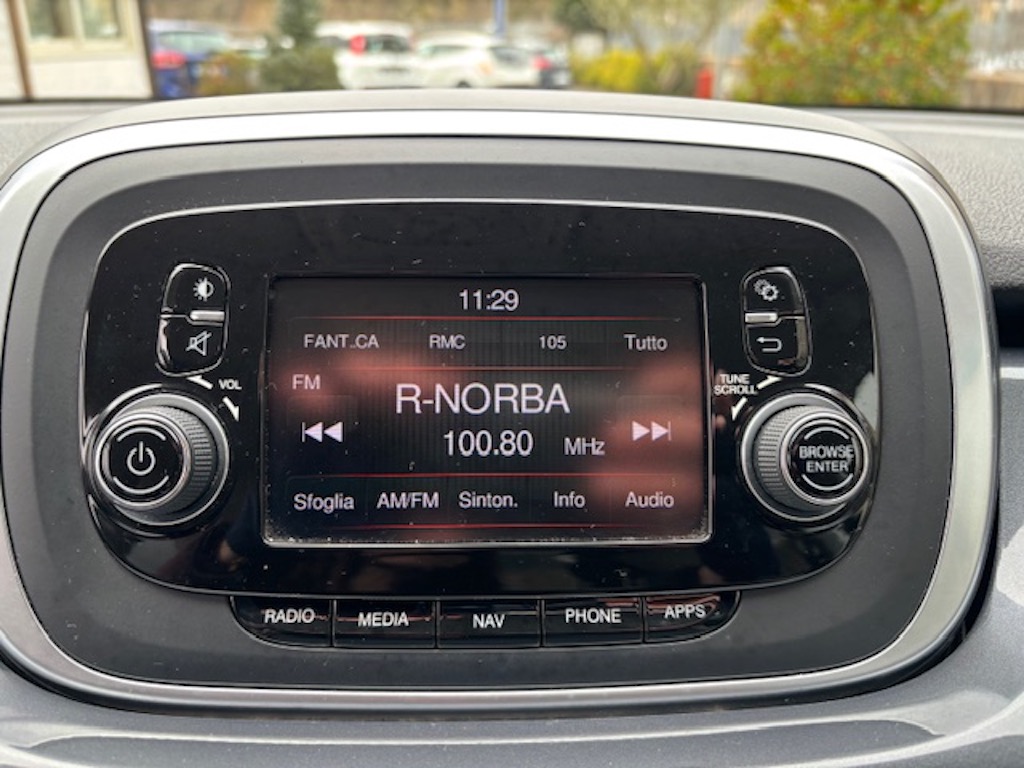 11:29
FANT..CA RMC 105 Tutto
FM
R-NORBA
100.80 MHz
Sfoglia AM/FM Sinton. Info Audio
VOL
TUNE
SCROLL
BROWSE
ENTER
RADIO MEDIA NAV PHONE APPS